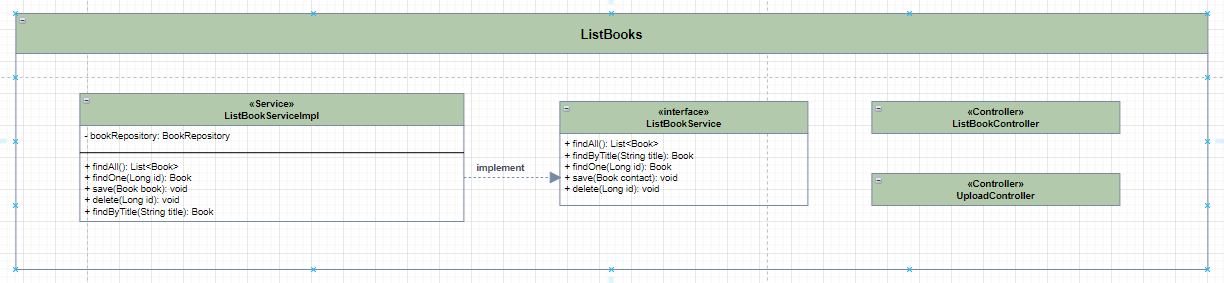 ListBooks
«Service»
ListBookServiceImpl
- bookRepository: BookRepository
+ findAll(): List<Book>
+ findOne(Long id): Book
+ save(Book book): void
+ delete(Long id): void
+ findByTitle(String title): Book
implement
«interface»
ListBookService
+ findAll(): List<Book>
+ findByTitle(String title): Book
+ findOne(Long id): Book
+ save(Book contact): void
+ delete(Long id): void
«Controller»
ListBookController
«Controller»
UploadController